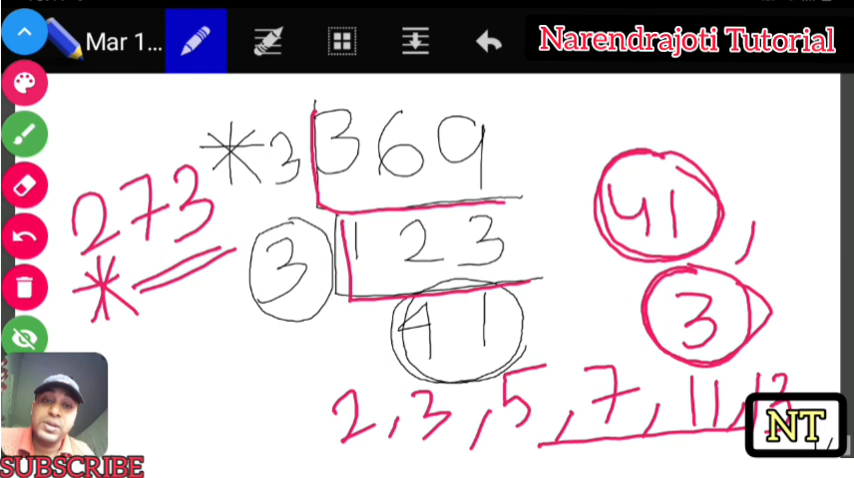 Mar 1...
Narendrajoti Tutorial
* 3 369
273
3 123
41
41,
3
2, 3, 5, 7, 11, 13
NT
SUBSCRIBE